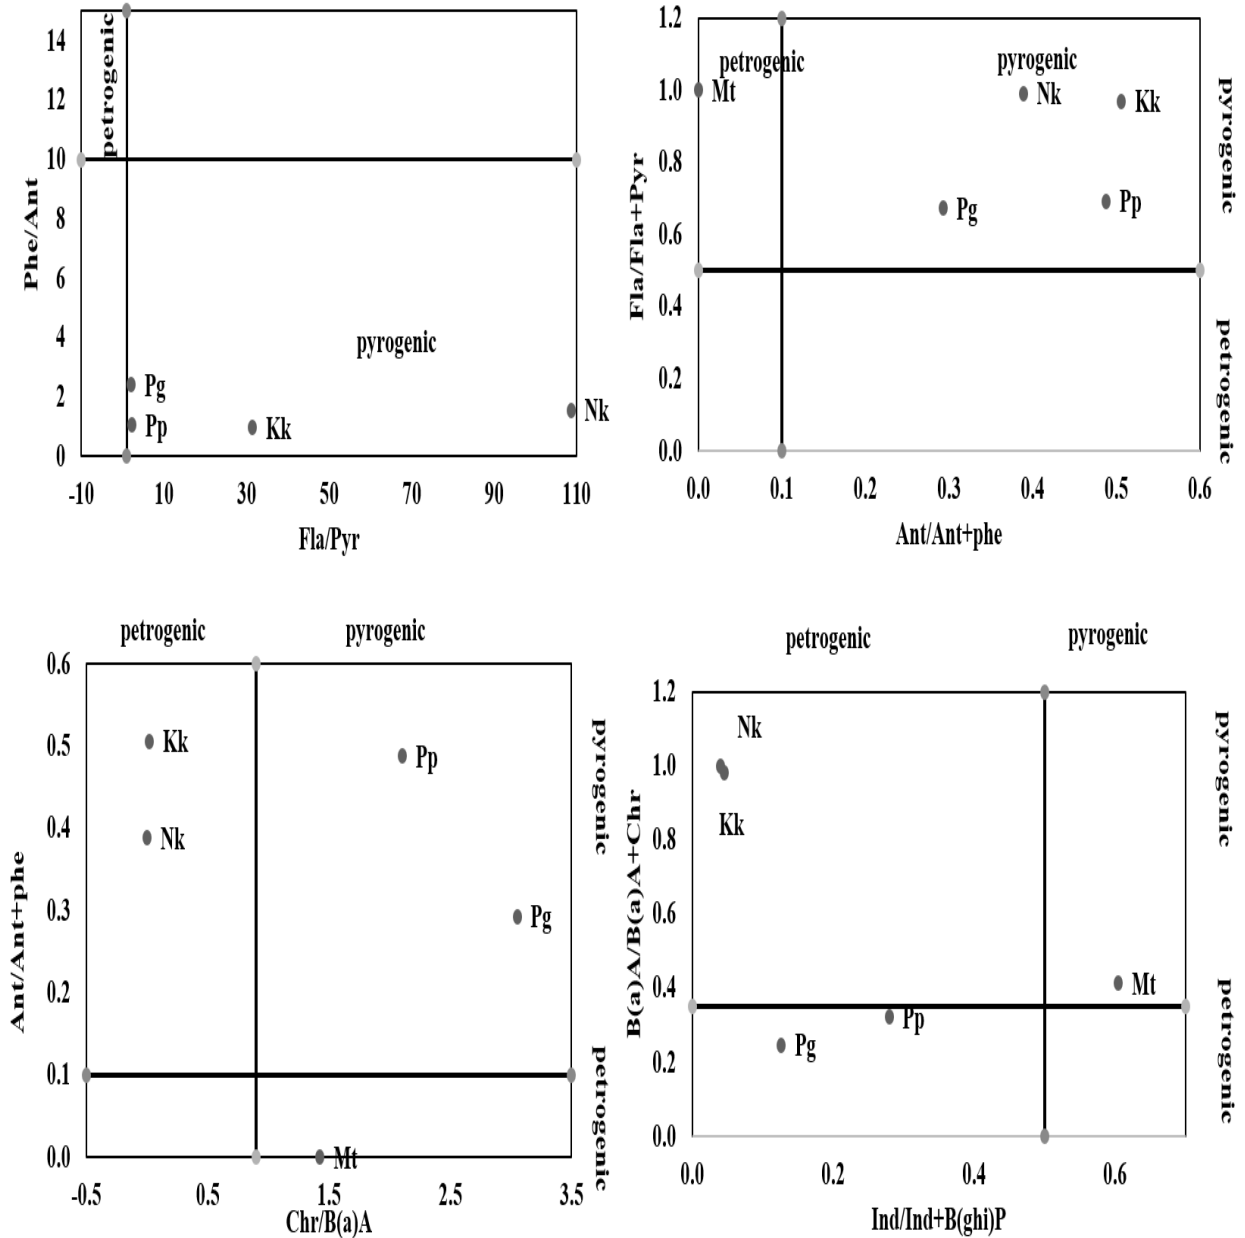 14
12
10
8
6
4
2
0
Phe/Ant
petrogenic
pyrogenic
Pg
Pp
Kk
Nk
-10 10 30 50 70 90 110
Fla/Pyr
1.2
1.0
0.8
0.6
0.4
0.2
0.0
Fla/Fla+Pyr
petrogenic
pyrogenic
Mt
Nk
Kk
Pg
Pp
pyrogenic
petrogenic
0.0 0.1 0.2 0.3 0.4 0.5 0.6
Ant/Ant+phe
petrogenic pyrogenic
0.6
0.5
0.4
0.3
0.2
0.1
0.0
Ant/Ant+phe
Kk
Pp
Nk
Pg
Mt
pyrogenic
petrogenic
-0.5 0.5 1.5 2.5 3.5
Chr/B(a)A
petrogenic pyrogenic
1.2
1.0
0.8
0.6
0.4
0.2
0.0
B(a)A/B(a)A+Chr
Nk
Kk
Mt
Pp
Pg
pyrogenic
petrogenic
0.0 0.2 0.4 0.6
Ind/Ind+B(ghi)P